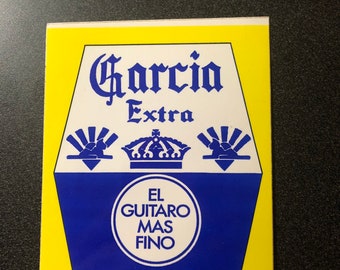 Garcia
Extra
EL
GUITARO
MAS
FINO